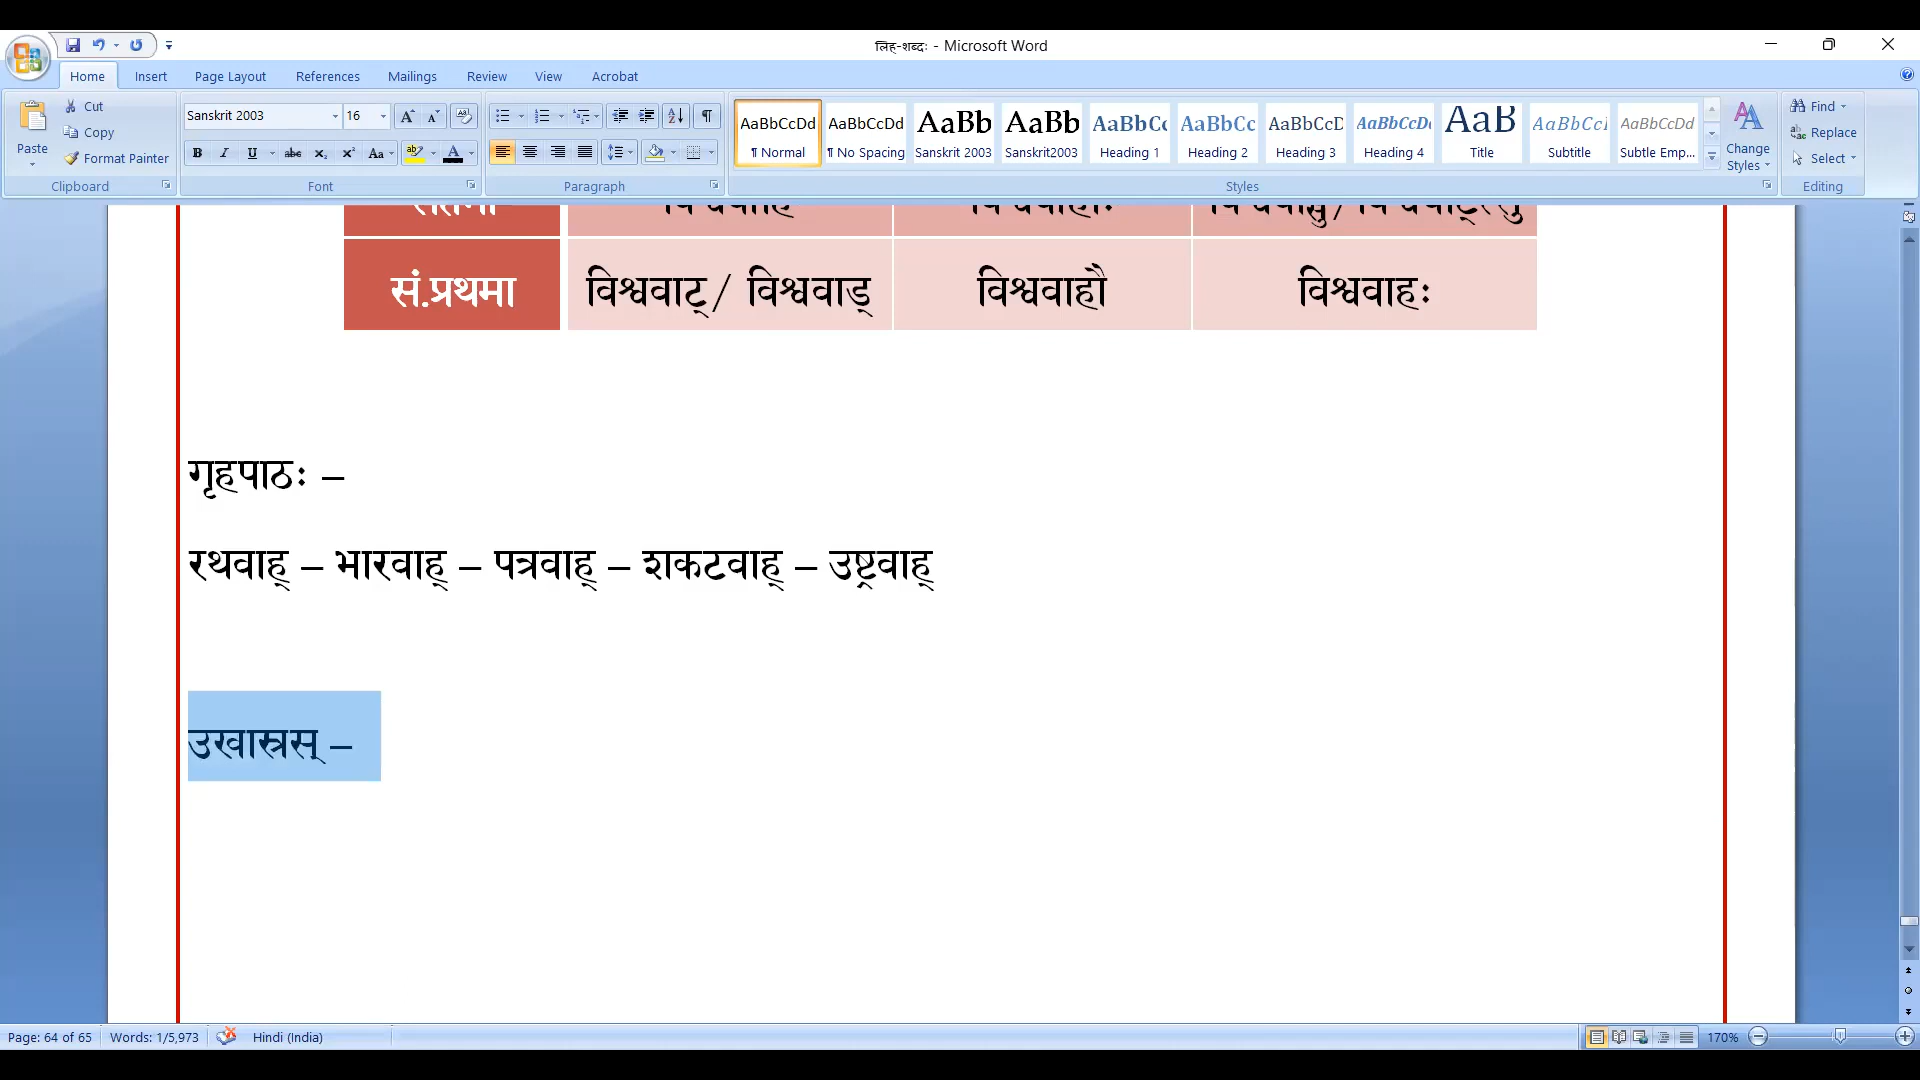 लिह्-शब्दः - Microsoft Word
Home Insert Page Layout References Mailings Review View Acrobat
Paste Cut Copy Format Painter
Sanskrit 2003 16
AaBbCcDd AaBbCcDd AaBb AaBb AaBbCc AaBbCc AaBbCcD AaBbCcDc AaB AaBbCcI AaBbCcDd
¶ Normal ¶ No Spacing Sanskrit 2003 Sanskrit2003 Heading 1 Heading 2 Heading 3 Heading 4 Title Subtitle Subtle Emp...
Change Styles
Find
Replace
Select
Clipboard Font Paragraph Styles Editing
सं.प्रथमा विश्ववाट्/ विश्ववाड् विश्ववाहौ विश्ववाहः
गृहपाठः –
रथवाह् – भारवाह् – पत्रवाह् – शकटवाह् – उष्ट्रवाह्
उखास्रस् –
Page: 64 of 65 Words: 1/5,973 Hindi (India) 170%